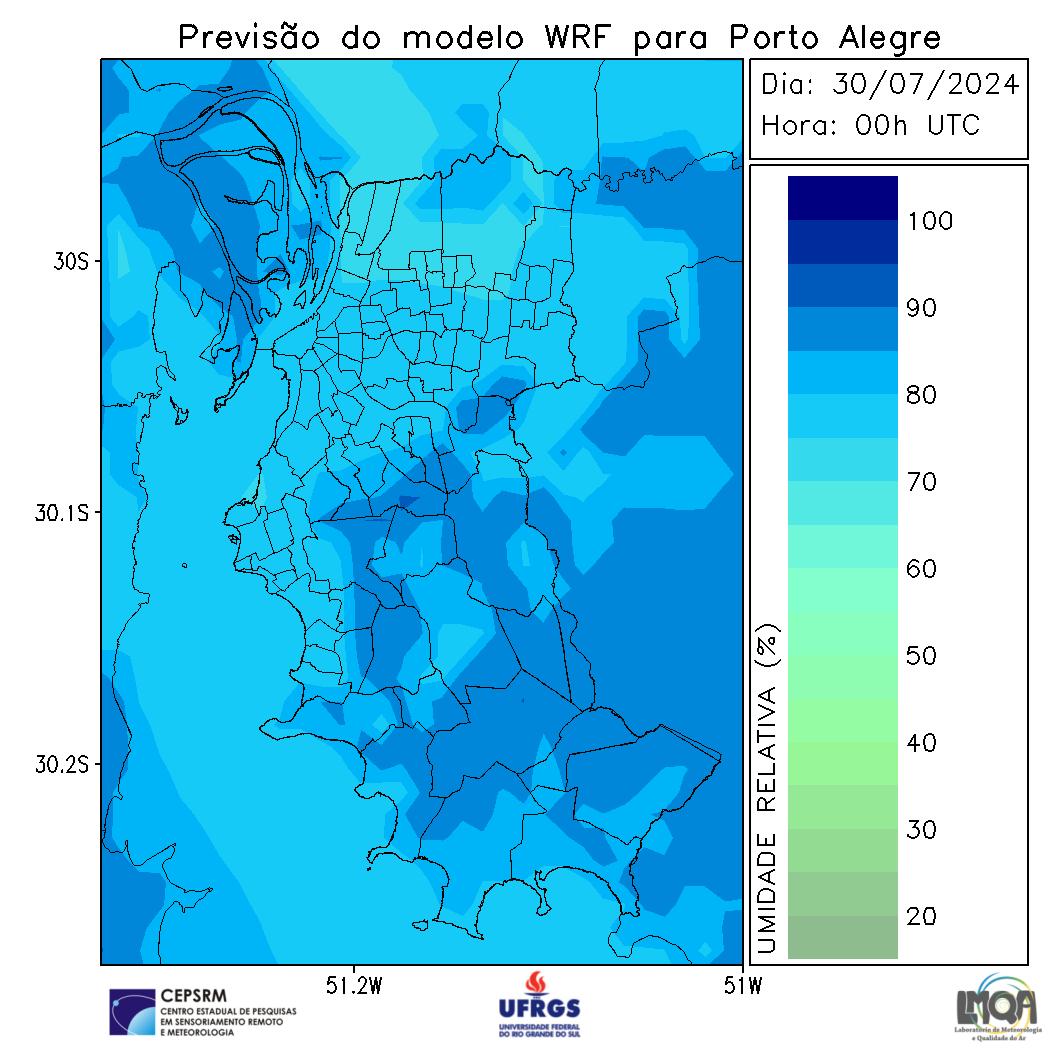 Previsão do modelo WRF para Porto Alegre
Dia: 30/07/2024
Hora: 00h UTC
100
90
80
70
60
50
40
30
20
UMIDADE RELATIVA (%)
30S
30.1S
30.2S
51.2W
51W
CEPSRM
CENTRO ESTADUAL DE PESQUISAS
EM SENSORIAMENTO REMOTO
E METEOROLOGIA
UFRGS
UNIVERSIDADE FEDERAL
DO RIO GRANDE DO SUL
LMQA
Laboratório de Meteorologia
e Qualidade do Ar